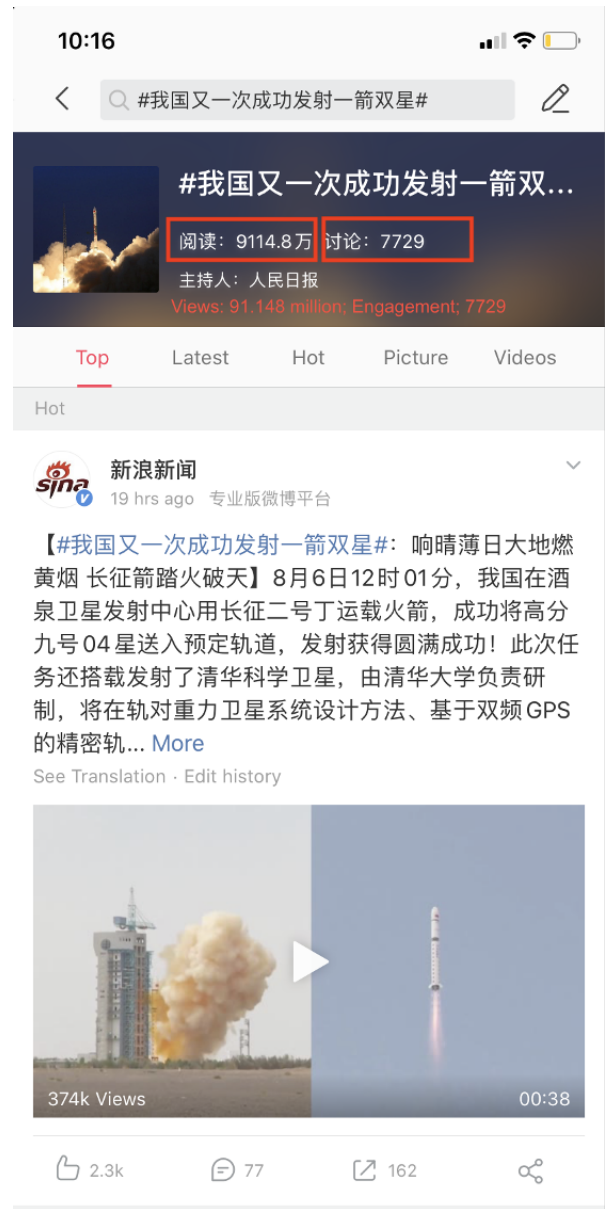 10:16
#我国又一次成功发射一箭双星#
#我国又一次成功发射一箭双...
阅读：9114.8万 讨论：7729
主持人：人民日报
Views: 91.148 million; Engagement; 7729
Top Latest Hot Picture Videos
Hot
sina
新浪新闻
19 hrs ago 专业版微博平台
【#我国又一次成功发射一箭双星#：响晴薄日大地燃
黄烟 长征箭踏火破天】8月6日12时01分，我国在酒
泉卫星发射中心用长征二号丁运载火箭，成功将高分
九号04星送入预定轨道，发射获得圆满成功！此次任
务还搭载发射了清华科学卫星，由清华大学负责研
制，将在轨对重力卫星系统设计方法、基于双频GPS
的精密轨... More
See Translation · Edit history
374k Views 00:38
2.3k 77 162